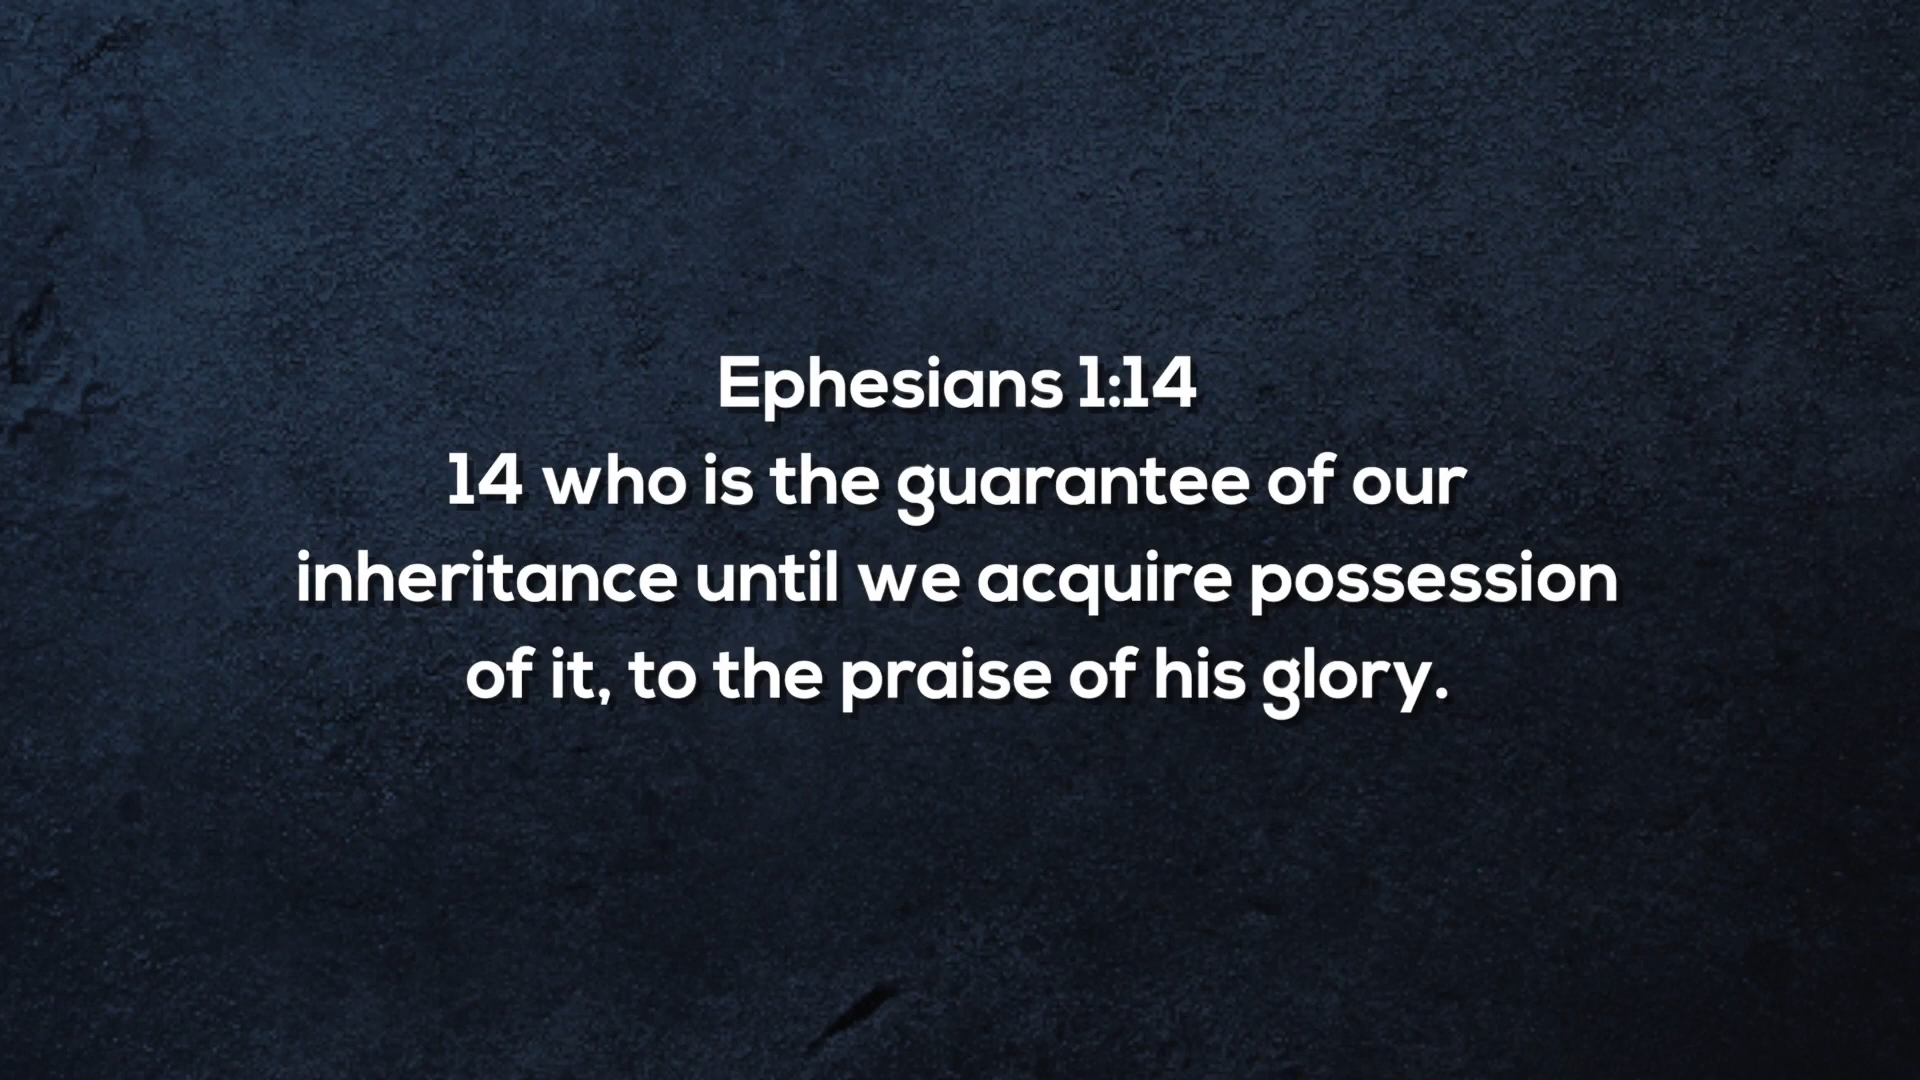 Ephesians 1:14
14 who is the guarantee of our
inheritance until we acquire possession
of it, to the praise of his glory.